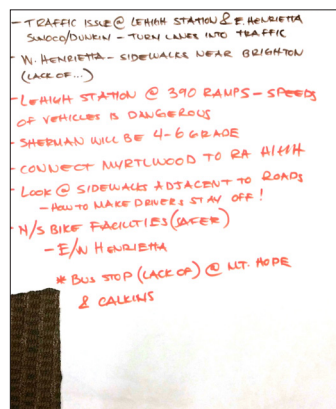 - TRAFFIC ISSUE @ LEHIGH STATION & E. HENRIETTA
SUNOCO/DUNKIN - TURN LANES INTO TRAFFIC
- W. HENRIETTA - SIDEWALKS NEAR BRIGHTON
(LACK OF...)
- LEHIGH STATION @ 390 RAMPS - SPEEDS
OF VEHICLES IS DANGEROUS
- SHERMAN WILL BE 4-6 GRADE
- CONNECT MYRTLWOOD TO RA HIGH
- LOOK @ SIDEWALKS ADJACENT TO ROADS
- HOW TO MAKE DRIVERS STAY OFF!
- N/S BIKE FACILITIES (SAFER)
- E/W HENRIETTA
* BUS STOP (LACK OF) @ MT. HOPE
& CALKINS